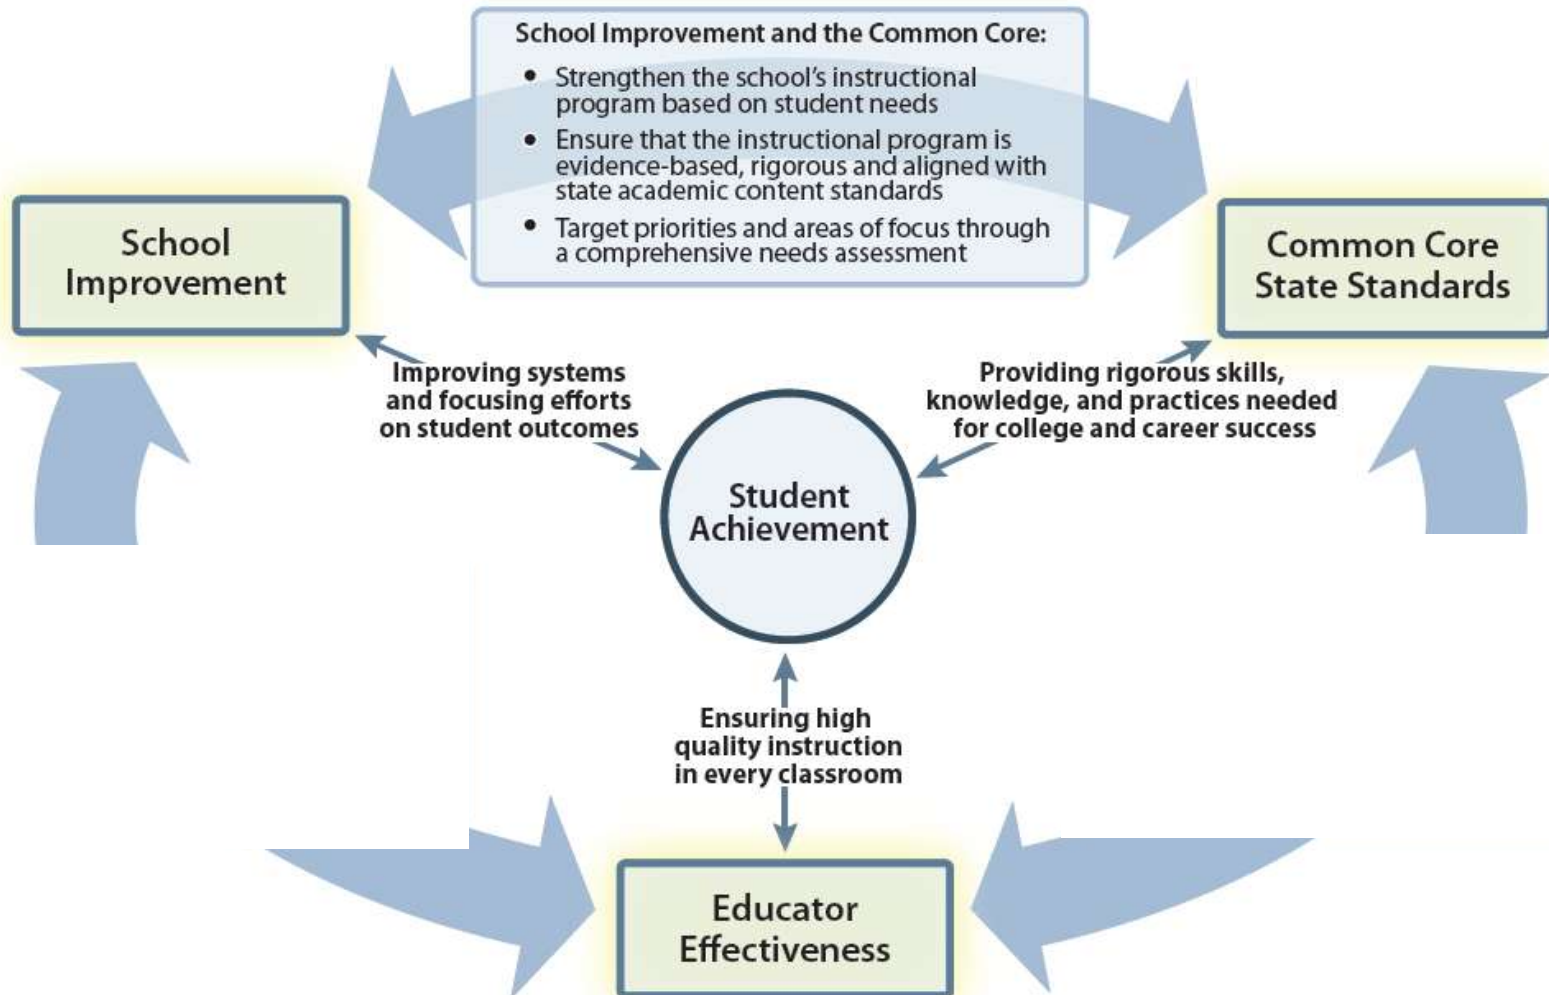 School Improvement and the Common Core:
• Strengthen the school's instructional
program based on student needs
• Ensure that the instructional program is
evidence-based, rigorous and aligned with
state academic content standards
• Target priorities and areas of focus through
a comprehensive needs assessment
School
Improvement
Common Core
State Standards
Improving systems
and focusing efforts
on student outcomes
Providing rigorous skills,
knowledge, and practices needed
for college and career success
Student
Achievement
Ensuring high
quality instruction
in every classroom
Educator
Effectiveness